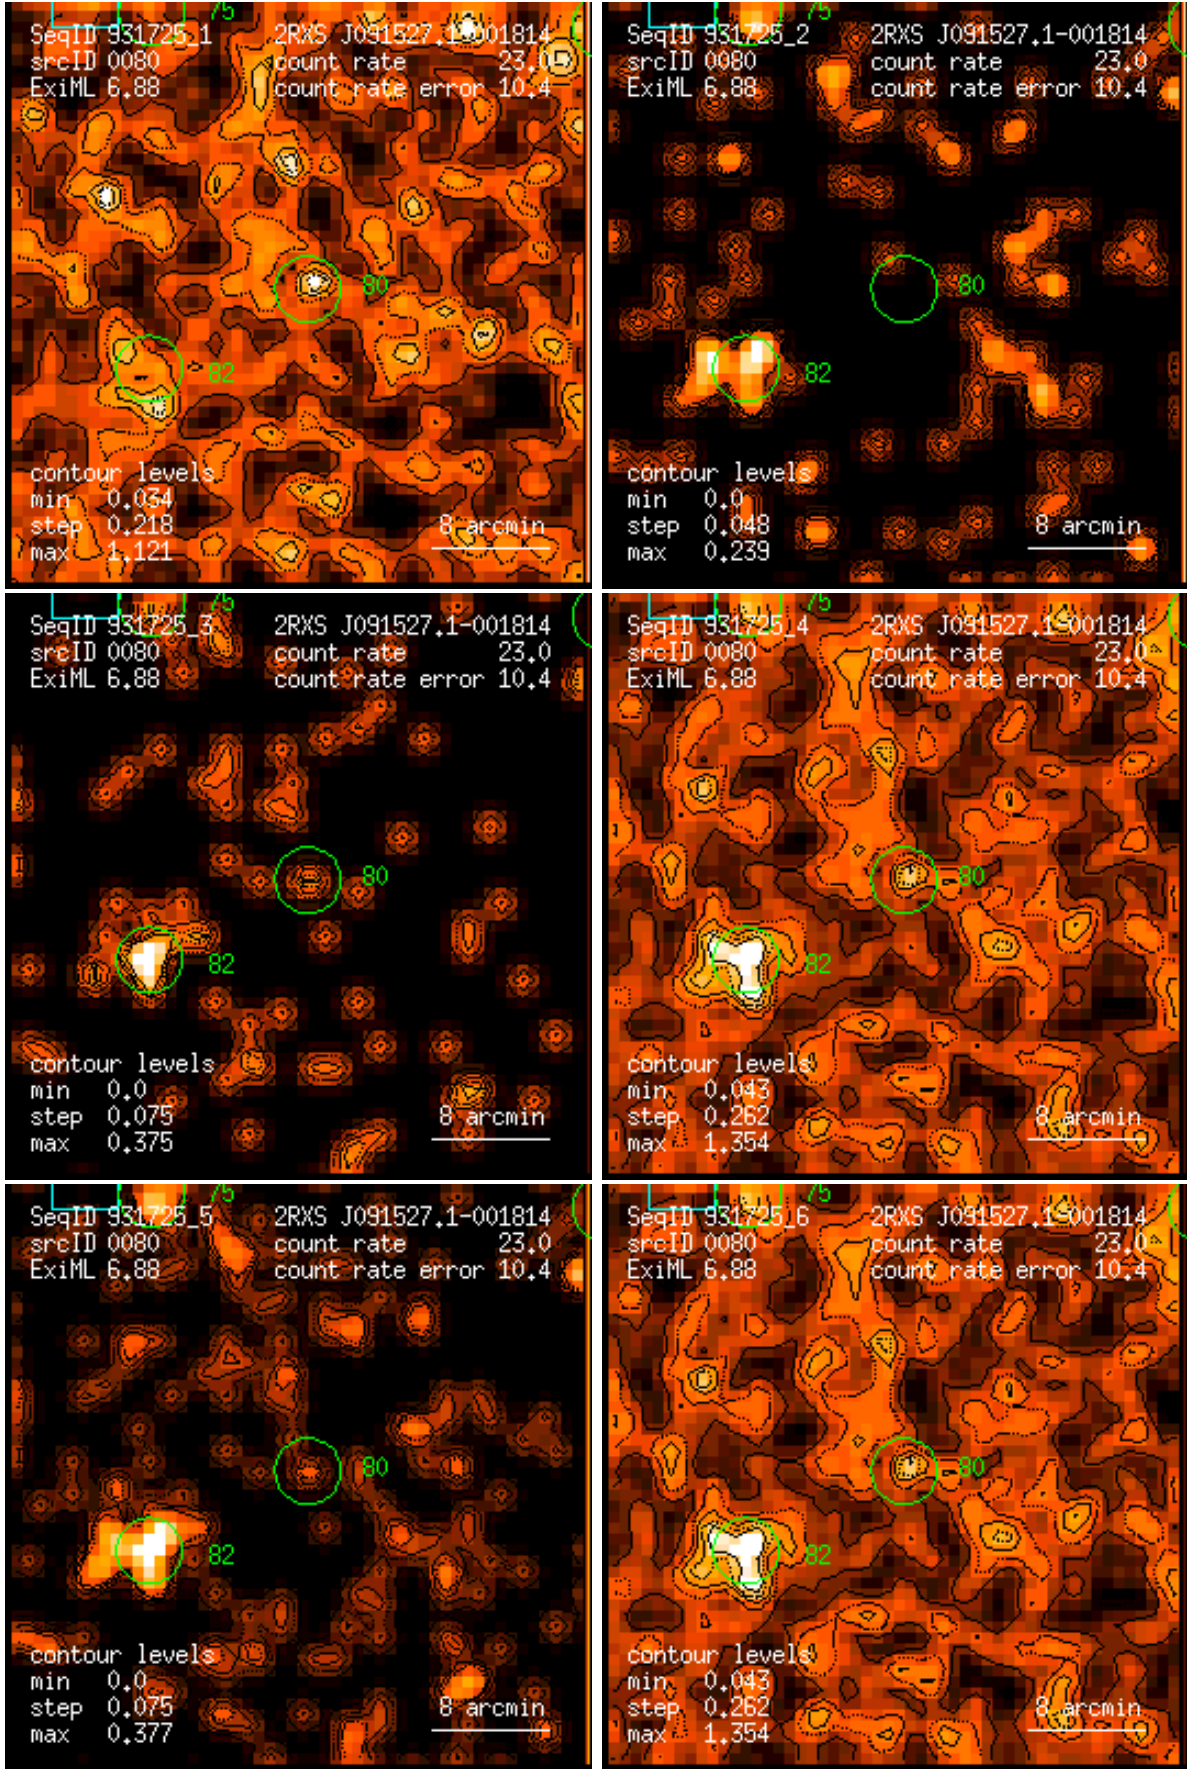 75
SeqID 931725_1 2RXS J091527.1-001814
srcID 0080 count rate 23.0
ExiML 6.88 count rate error 10.4
80
82
contour levels
min 0.034
step 0.218 8 arcmin
max 1.121
75
SeqID 931725_2 2RXS J091527.1-001814
srcID 0080 count rate 23.0
ExiML 6.88 count rate error 10.4
80
82
contour levels
min 0.0
step 0.048 8 arcmin
max 0.239
75
SeqID 931725_3 2RXS J091527.1-001814
srcID 0080 count rate 23.0
ExiML 6.88 count rate error 10.4
80
82
contour levels
min 0.0
step 0.075 8 arcmin
max 0.375
75
SeqID 931725_4 2RXS J091527.1-001814
srcID 0080 count rate 23.0
ExiML 6.88 count rate error 10.4
80
82
contour levels
min 0.043
step 0.262 8 arcmin
max 1.354
75
SeqID 931725_5 2RXS J091527.1-001814
srcID 0080 count rate 23.0
ExiML 6.88 count rate error 10.4
80
82
contour levels
min 0.0
step 0.075 8 arcmin
max 0.377
75
SeqID 931725_6 2RXS J091527.1-001814
srcID 0080 count rate 23.0
ExiML 6.88 count rate error 10.4
80
82
contour levels
min 0.043
step 0.262 8 arcmin
max 1.354